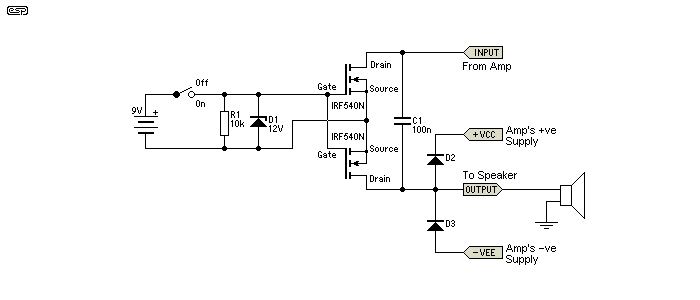 esp
INPUT
From Amp
Drain
Gate
Source
IRF540N
Off
On
9V
+
R1
10k
D1
12V
C1
100n
IRF540N
Source
Gate
Drain
+VCC
Amp's +ve
Supply
D2
To Speaker
OUTPUT
D3
-VEE
Amp's -ve
Supply